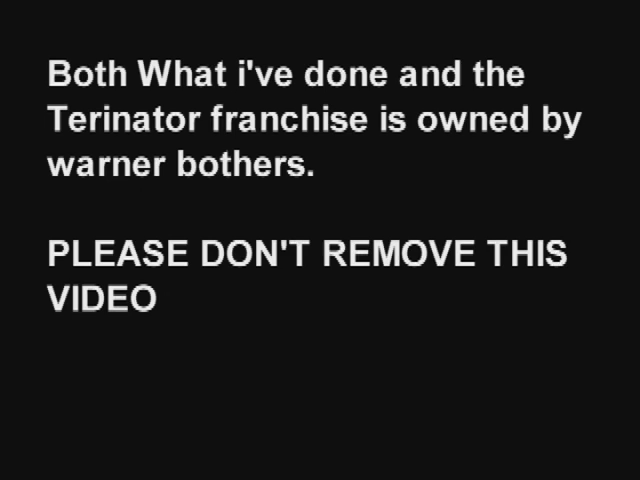 Both What i've done and the
Terinator franchise is owned by
warner bothers.
PLEASE DON'T REMOVE THIS
VIDEO